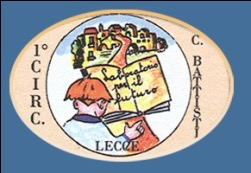 1° CIRC.
C. BATTISTI
Laboratorio
per il
futuro
LECCE